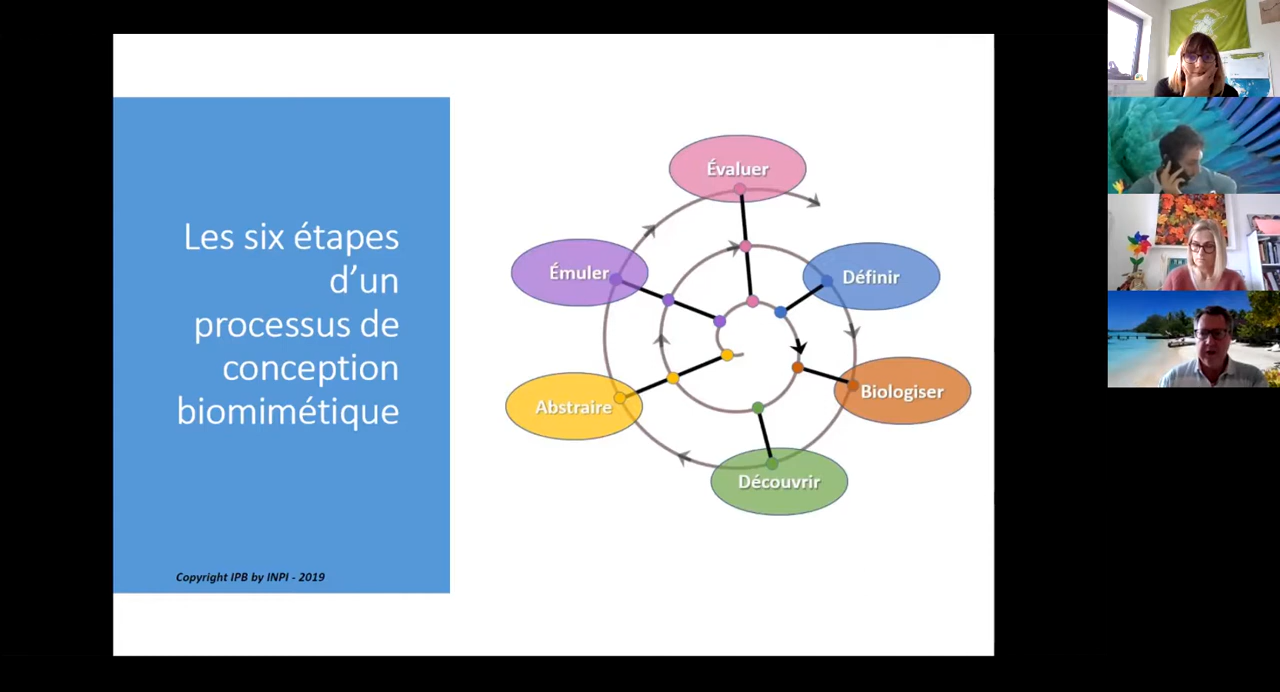 Les six étapes
d’un
processus de
conception
biomimétique
Copyright IPB by INPI - 2019
Évaluer
Émuler
Définir
Biologiser
Abstraire
Découvrir